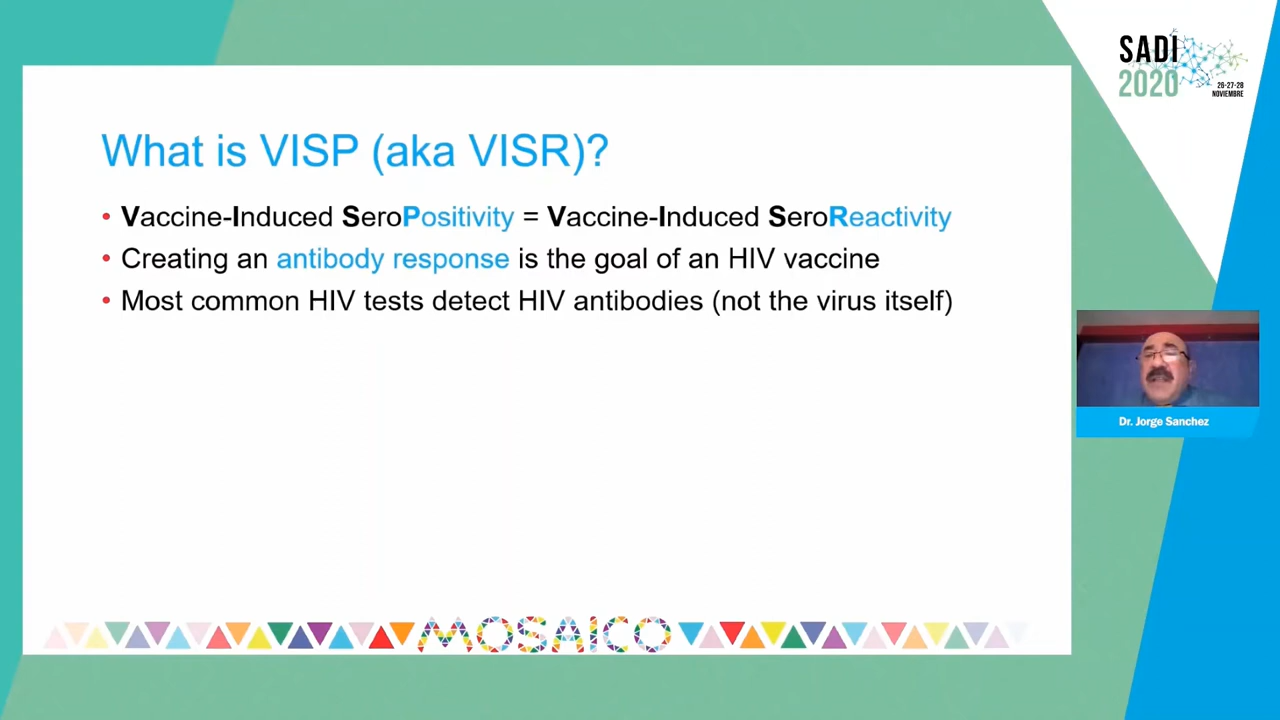 SADI
2020
26-27-28
NOVIEMBRE
What is VISP (aka VISR)?
• Vaccine-Induced SeroPositivity = Vaccine-Induced SeroReactivity
• Creating an antibody response is the goal of an HIV vaccine
• Most common HIV tests detect HIV antibodies (not the virus itself)
Dr. Jorge Sanchez
MOSAICO